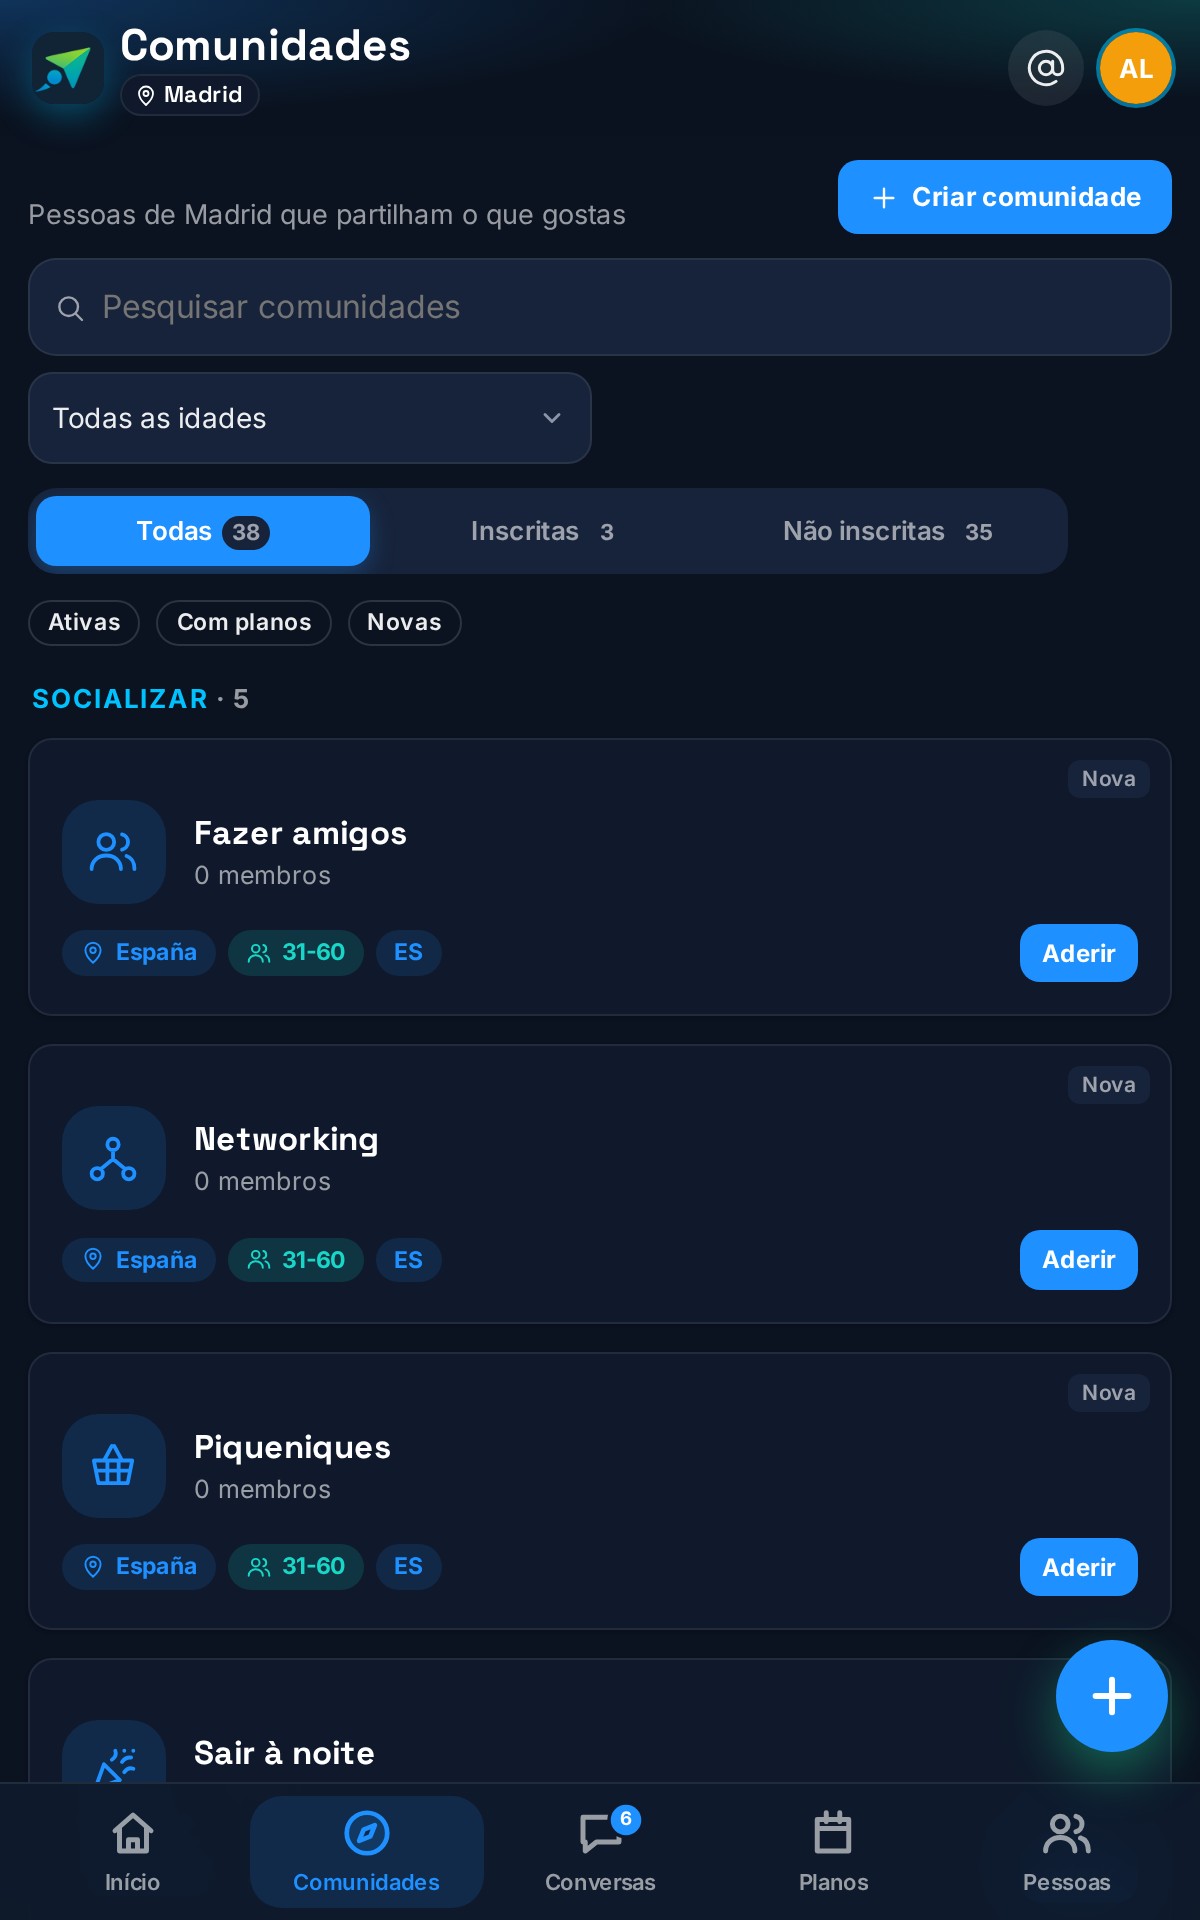 Comunidades
Madrid
@
AL
Pessoas de Madrid que partilham o que gostas
+ Criar comunidade
Pesquisar comunidades
Todas as idades
Todas 38
Inscritas 3
Não inscritas 35
Ativas
Com planos
Novas
SOCIALIZAR · 5
Nova
Fazer amigos
0 membros
España
31-60
ES
Aderir
Nova
Networking
0 membros
España
31-60
ES
Aderir
Nova
Piqueniques
0 membros
España
31-60
ES
Aderir
Sair à noite
6
Início
Comunidades
Conversas
Planos
Pessoas